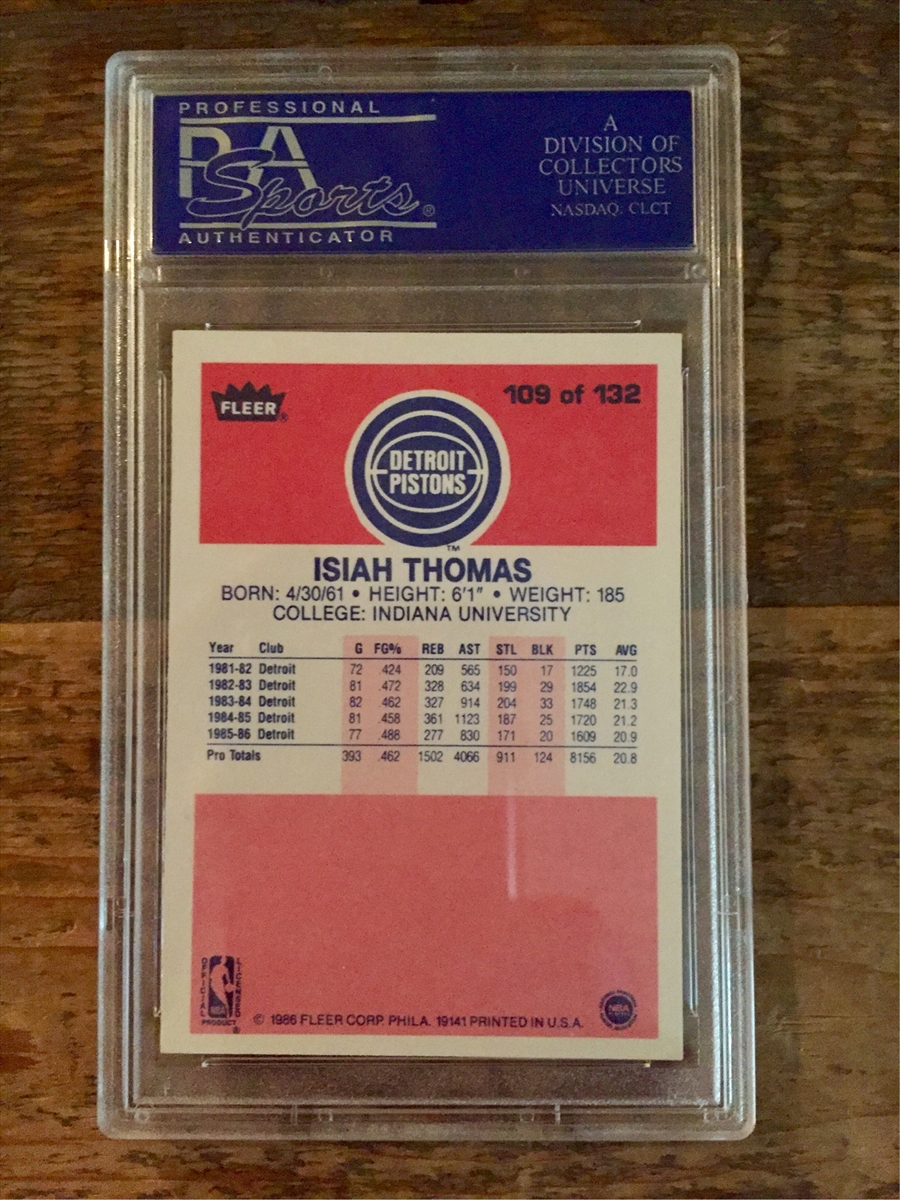 PROFESSIONAL
PSA
Sports®
AUTHENTICATOR
A
DIVISION OF
COLLECTORS
UNIVERSE
NASDAQ: CLCT
FLEER®
109 of 132
DETROIT
PISTONS
TM
ISIAH THOMAS
BORN: 4/30/61 • HEIGHT: 6'1" • WEIGHT: 185
COLLEGE: INDIANA UNIVERSITY
Year Club G FG% REB AST STL BLK PTS AVG
1981-82 Detroit 72 .424 209 565 150 17 1225 17.0
1982-83 Detroit 81 .472 328 634 199 29 1854 22.9
1983-84 Detroit 82 .462 327 914 204 33 1748 21.3
1984-85 Detroit 81 .458 361 1123 187 25 1720 21.2
1985-86 Detroit 77 .488 277 830 171 20 1609 20.9
Pro Totals 393 .462 1502 4066 911 124 8156 20.8
OFFICIAL
LICENSED
NBA
PRODUCT
®
© 1986 FLEER CORP. PHILA. 19141 PRINTED IN U.S.A.
NBA